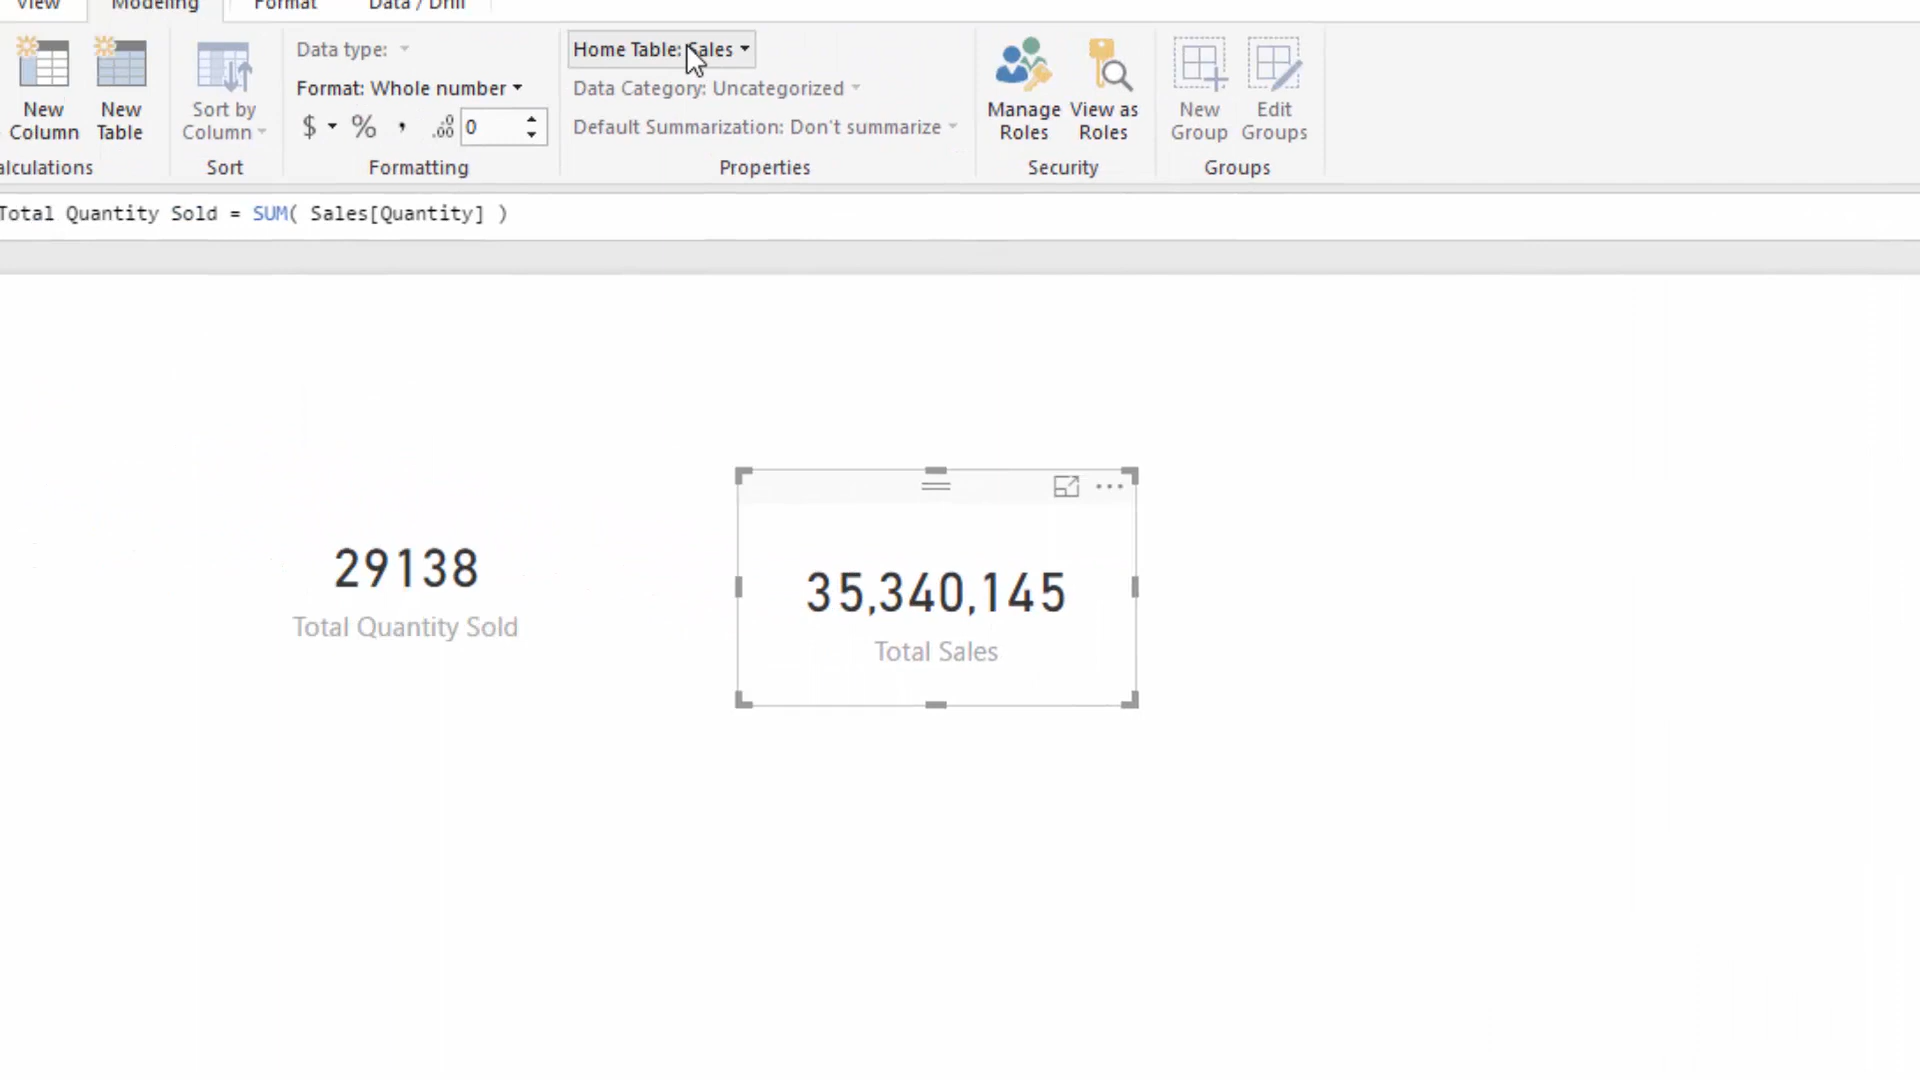 View Modeling Format Data / Drill
Data type:
Home Table: Sales
Format: Whole number
Data Category: Uncategorized
$ % , .00 0
Default Summarization: Don't summarize
New Column
New Table
Sort by Column
Manage Roles
View as Roles
New Group
Edit Groups
alculations
Sort
Formatting
Properties
Security
Groups
Total Quantity Sold = SUM( Sales[Quantity] )
29138
Total Quantity Sold
35,340,145
Total Sales